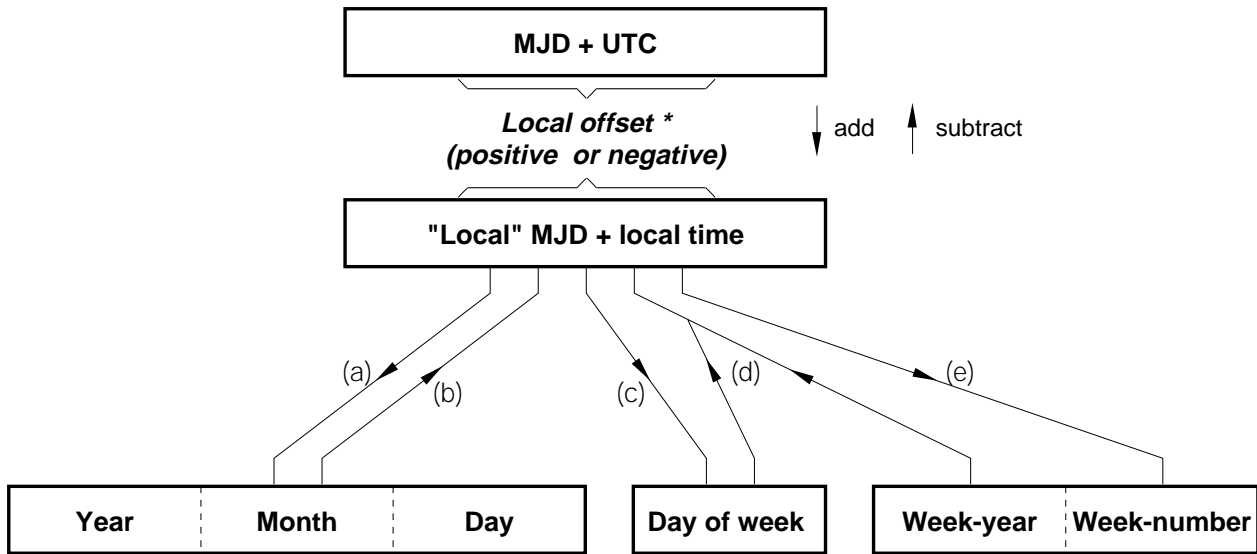 MJD + UTC
Local offset *
(positive or negative)
add
subtract
"Local" MJD + local time
(a)
(b)
(c)
(d)
(e)
Year
Month
Day
Day of week
Week-year
Week-number